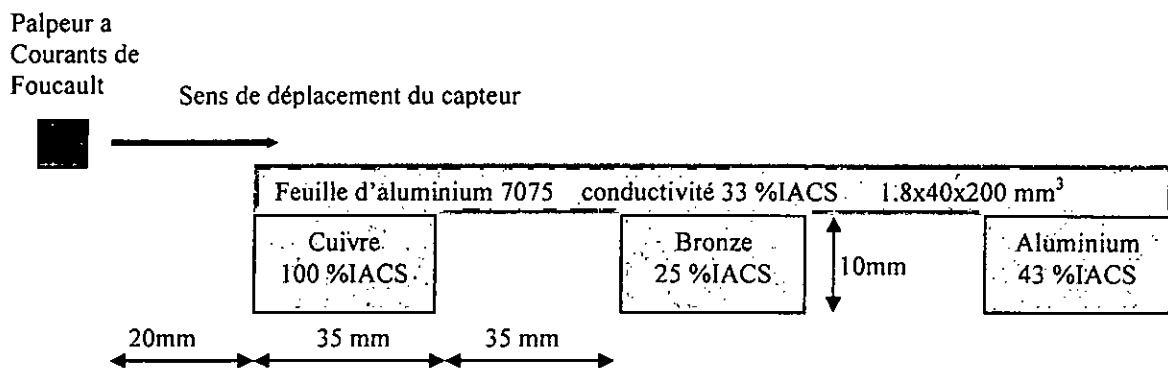 Palpeur a
Courants de
Foucault
Sens de déplacement du capteur
Feuille d'aluminium 7075 conductivité 33 %IACS 1.8x40x200 mm³
Cuivre
100 %IACS
Bronze
25 %IACS
10mm
Aluminium
43 %IACS
20mm
35 mm
35 mm